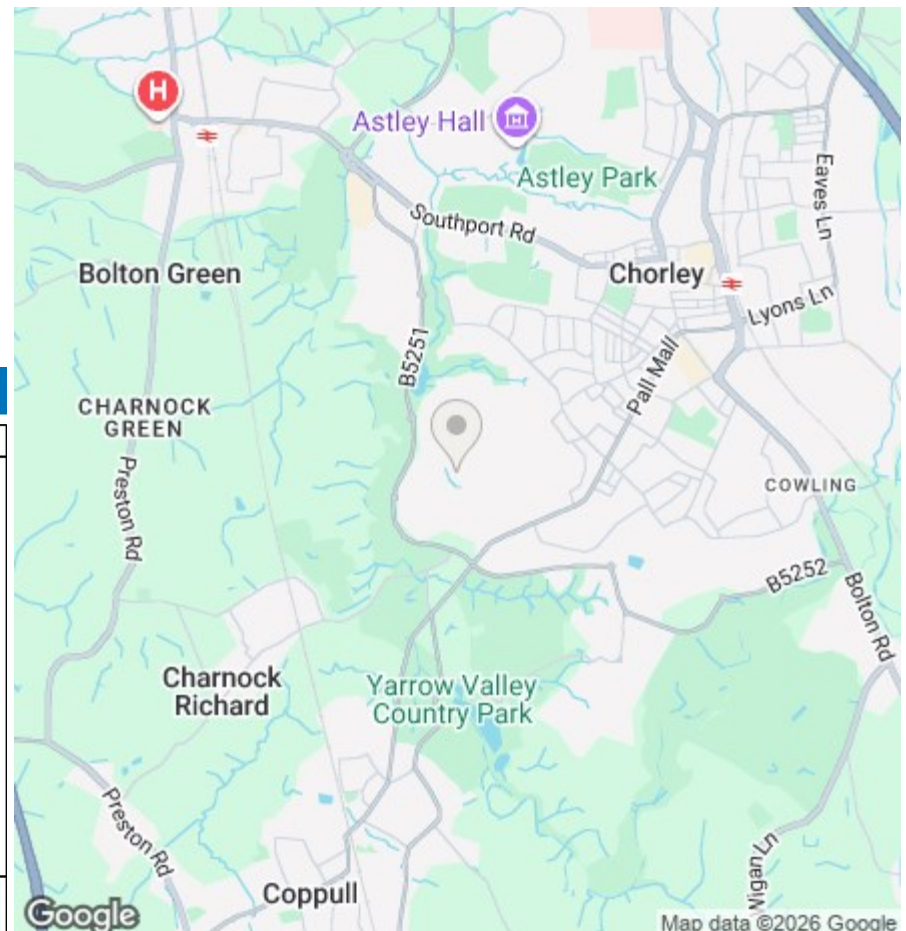 H
Astley Hall
Astley Park
Southport Rd
Eaves Ln
Bolton Green
Chorley
Lyons Ln
B5251
Pall Mall
CHARNOCK
GREEN
Preston Rd
COWLING
B5252
Bolton Rd
Charnock
Richard
Yarrow Valley
Country Park
Preston Rd
Wigan Ln
Coppull
Google
Map data ©2026 Google